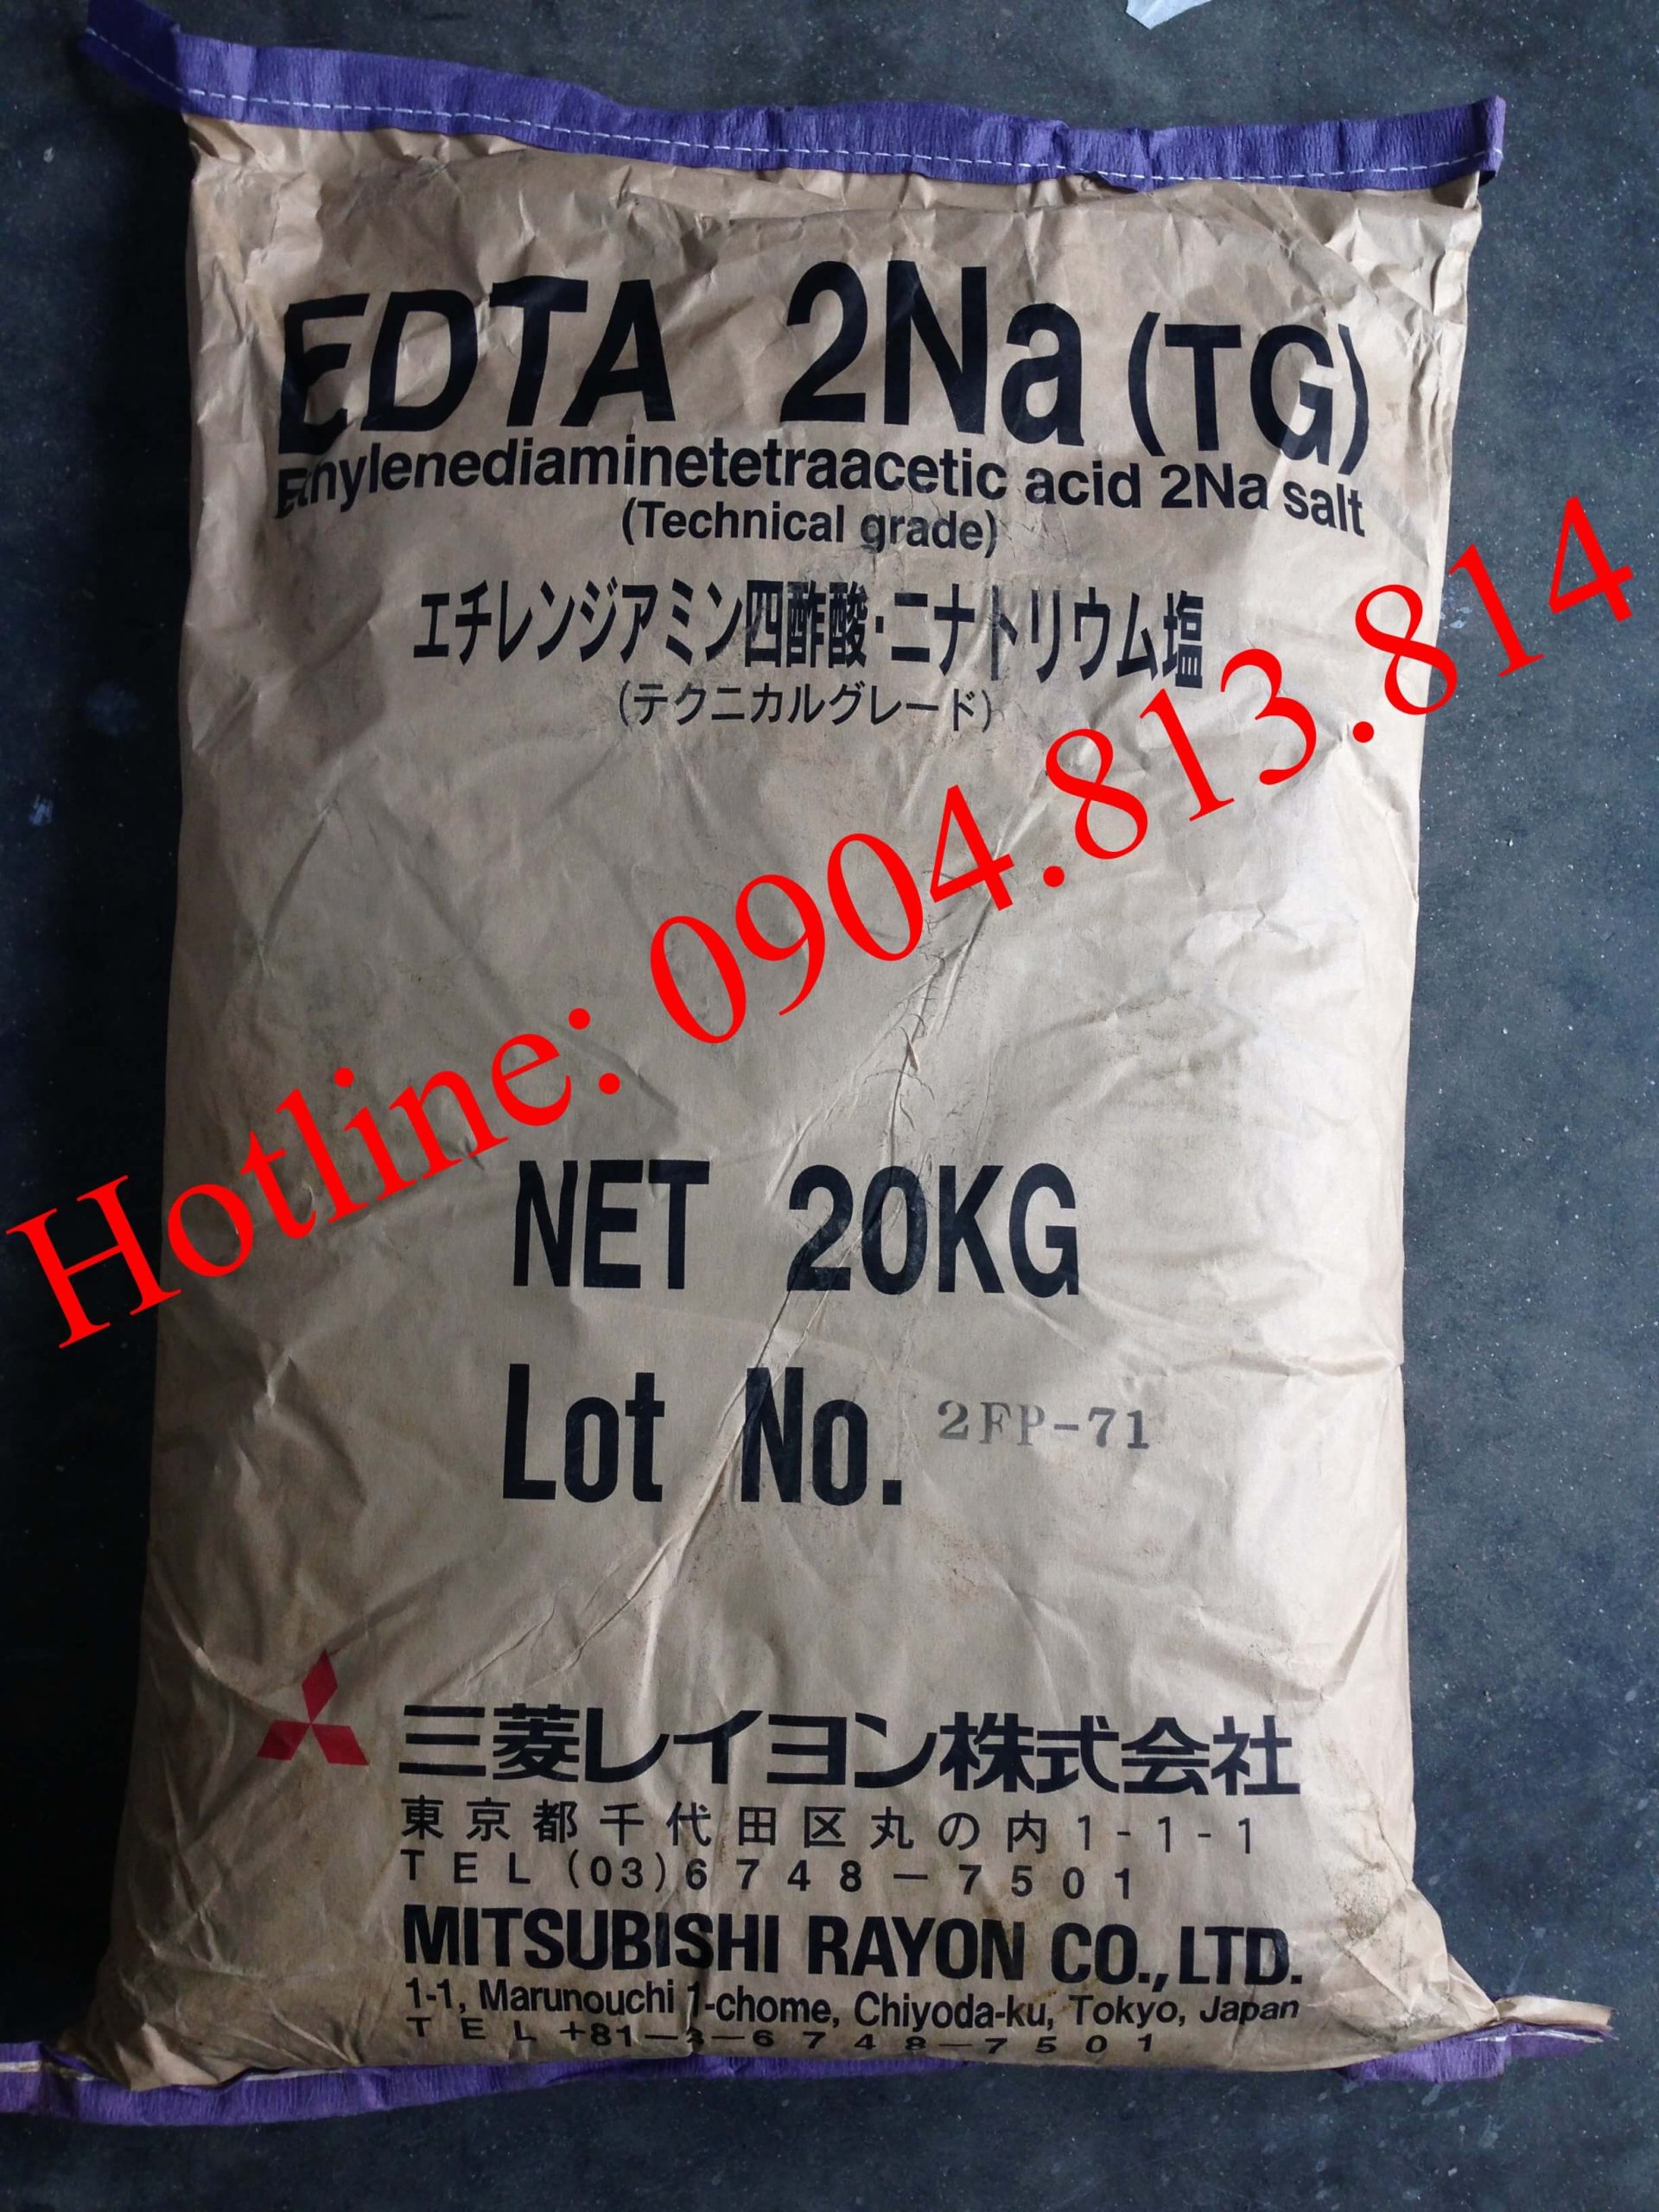 EDTA 2Na (TG)
Ethylenediaminetetraacetic acid 2Na salt
(Technical grade)
エチレンジアミン四酢酸・ニナトリウム塩
(テクニカルグレード)
Hotline: 0904.813.814
NET 20KG
Lot No. 2FP-71
三菱レイヨン株式会社
東京都千代田区丸の内1-1-1
TEL (03)6748-7501
MITSUBISHI RAYON CO., LTD.
1-1, Marunouchi 1-chome, Chiyoda-ku, Tokyo, Japan
TEL +81-3-6748-7501